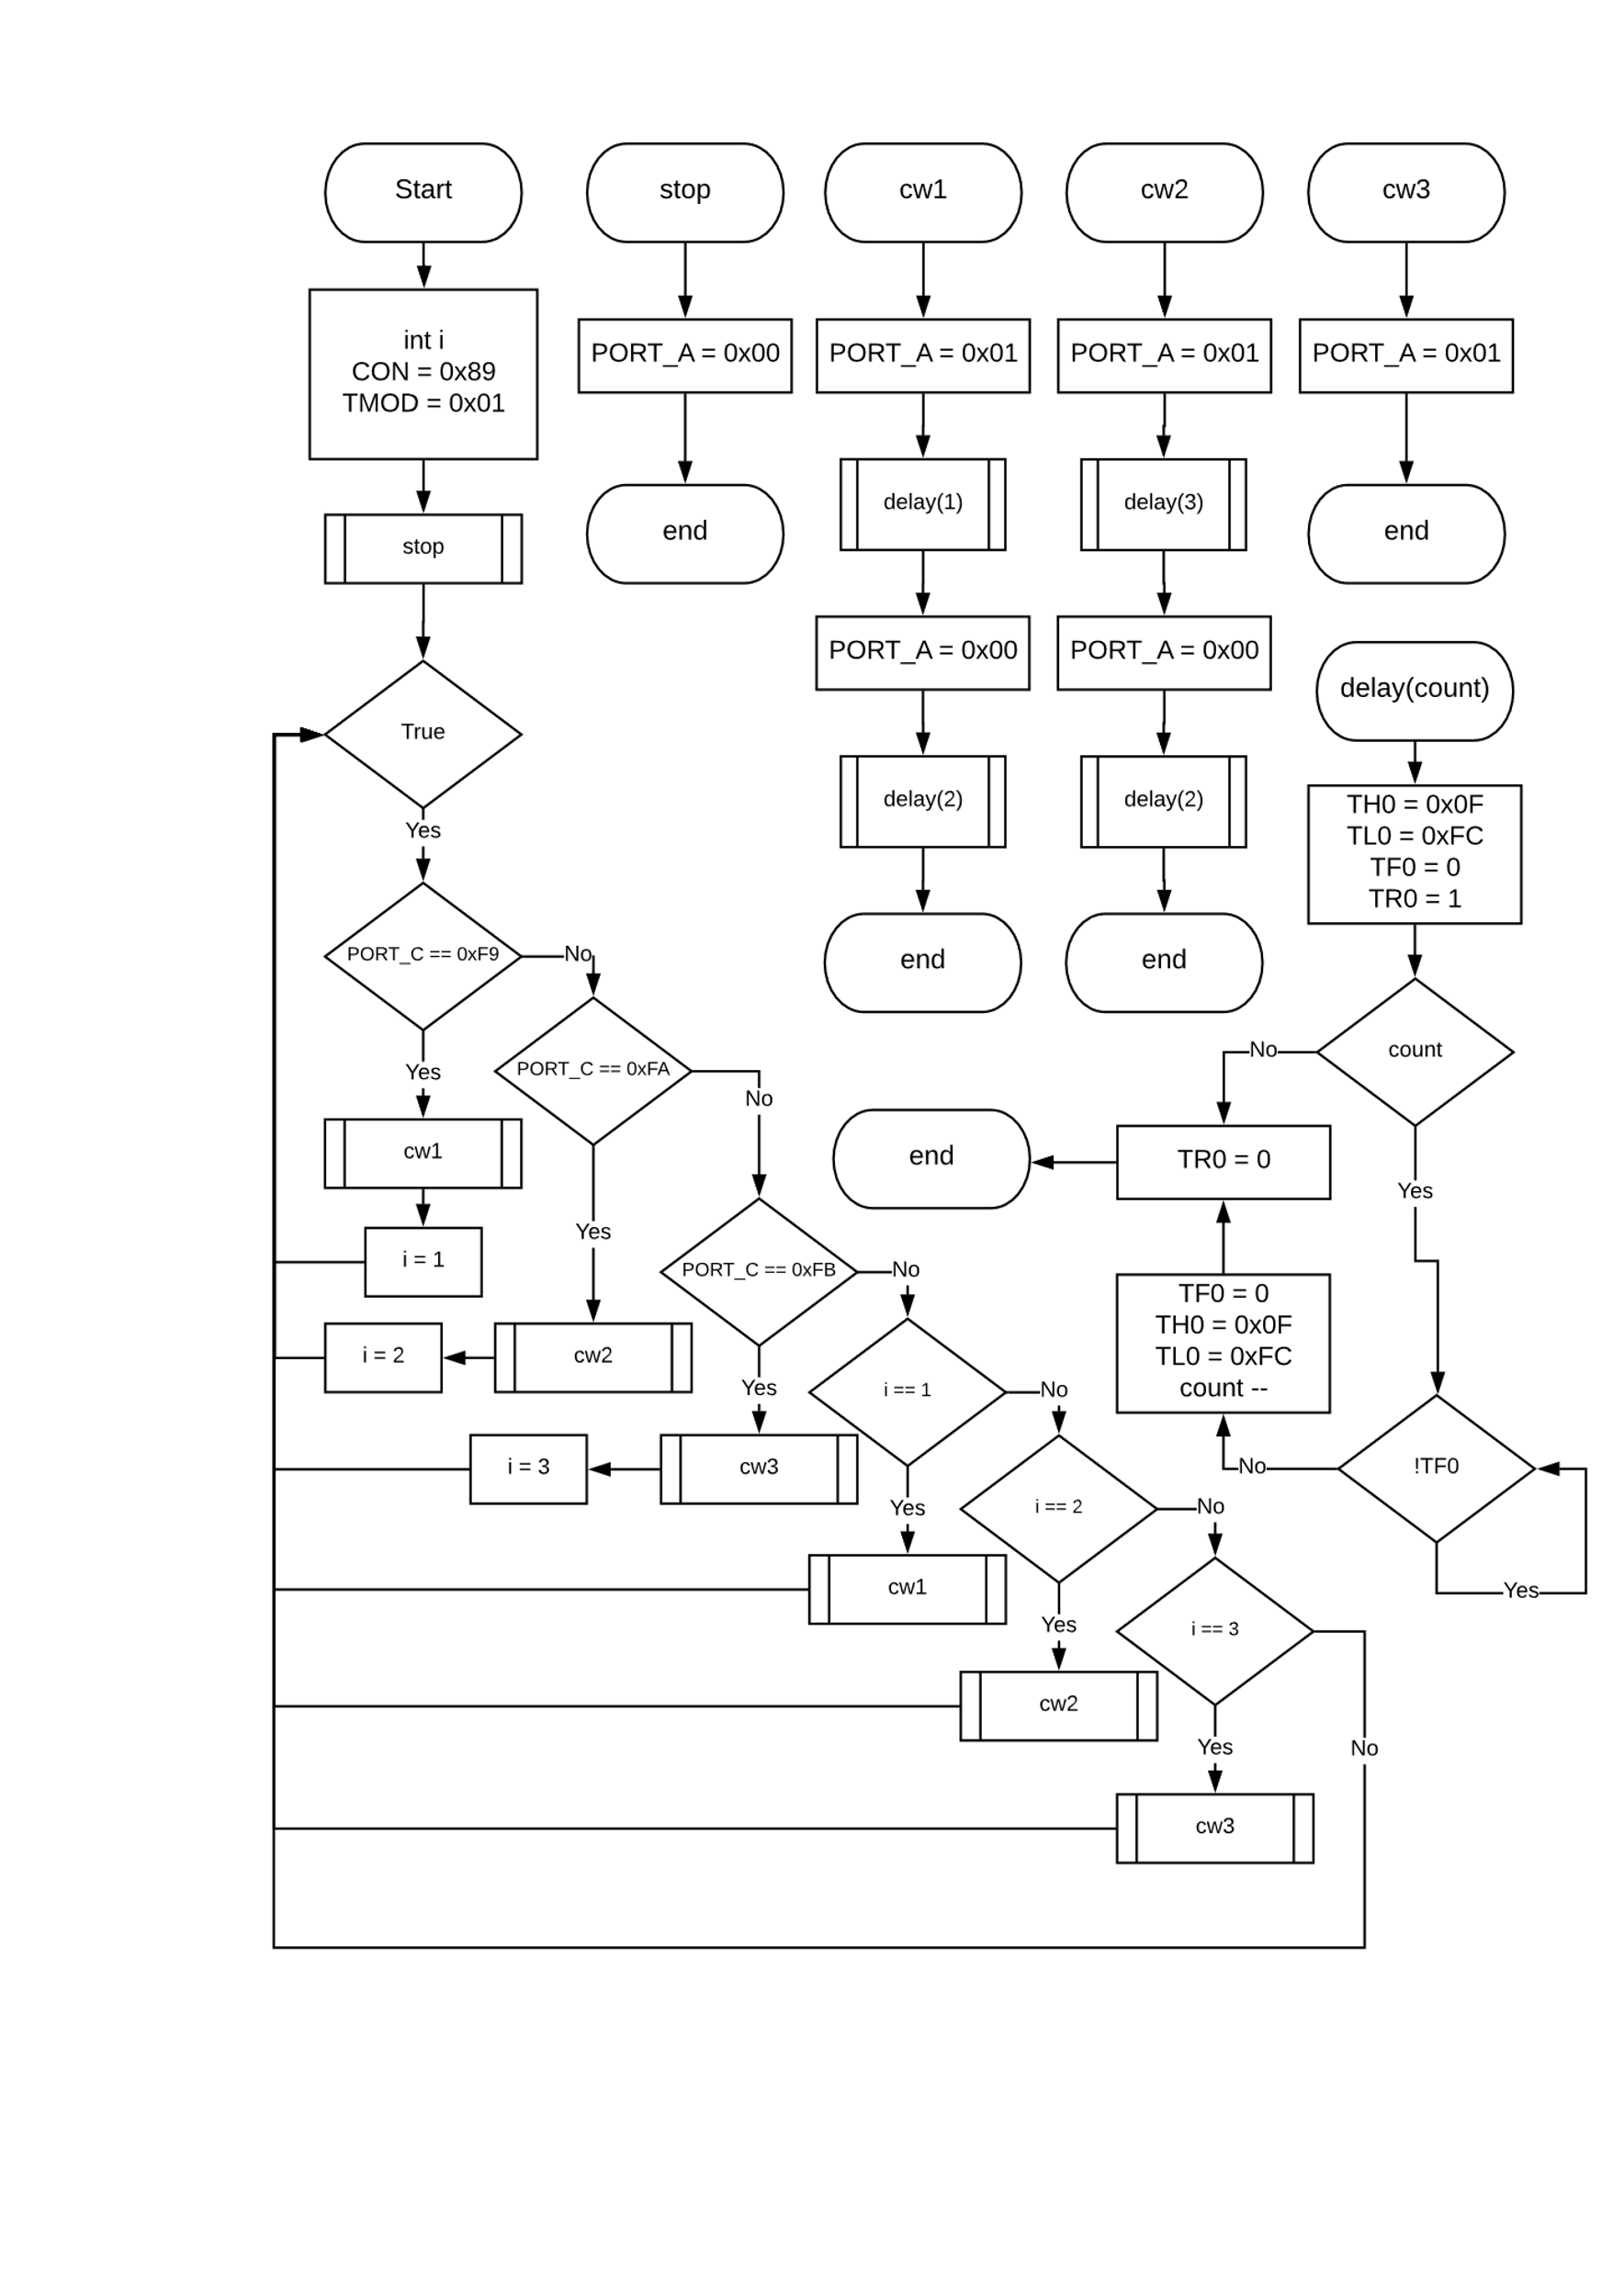 Start
int i
CON = 0x89
TMOD = 0x01
stop
True
Yes
PORT_C == 0xF9
No
Yes
cw1
i = 1
PORT_C == 0xFA
No
Yes
cw2
i = 2
PORT_C == 0xFB
No
Yes
cw3
i = 3
i == 1
No
Yes
cw1
i == 2
No
Yes
cw2
i == 3
No
Yes
cw3
stop
PORT_A = 0x00
end
cw1
PORT_A = 0x01
delay(1)
PORT_A = 0x00
delay(2)
end
cw2
PORT_A = 0x01
delay(3)
PORT_A = 0x00
delay(2)
end
cw3
PORT_A = 0x01
end
delay(count)
TH0 = 0x0F
TL0 = 0xFC
TF0 = 0
TR0 = 1
count
No
Yes
TR0 = 0
end
!TF0
No
Yes
TF0 = 0
TH0 = 0x0F
TL0 = 0xFC
count --